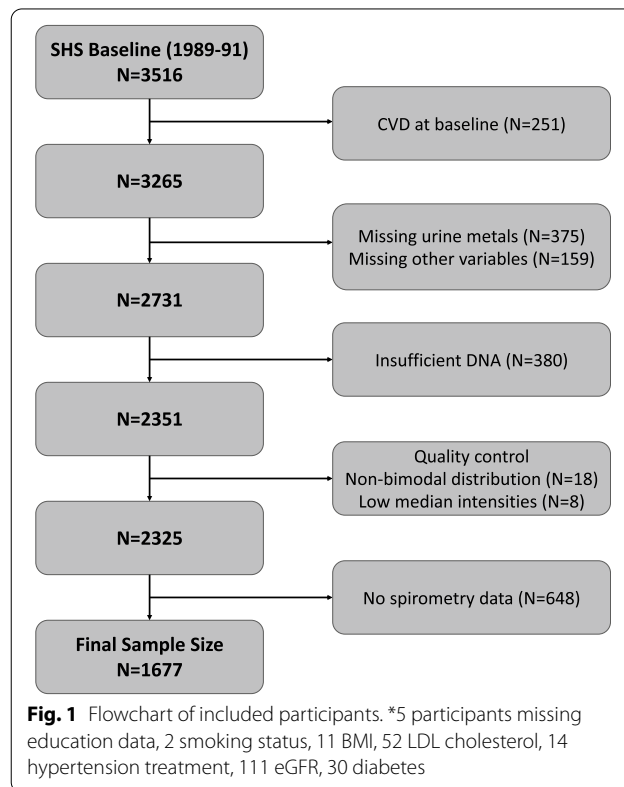 SHS Baseline (1989-91)
N=3516
CVD at baseline (N=251)
N=3265
Missing urine metals (N=375)
Missing other variables (N=159)
N=2731
Insufficient DNA (N=380)
N=2351
Quality control
Non-bimodal distribution (N=18)
Low median intensities (N=8)
N=2325
No spirometry data (N=648)
Final Sample Size
N=1677
Fig. 1 Flowchart of included participants. *5 participants missing
education data, 2 smoking status, 11 BMI, 52 LDL cholesterol, 14
hypertension treatment, 111 eGFR, 30 diabetes